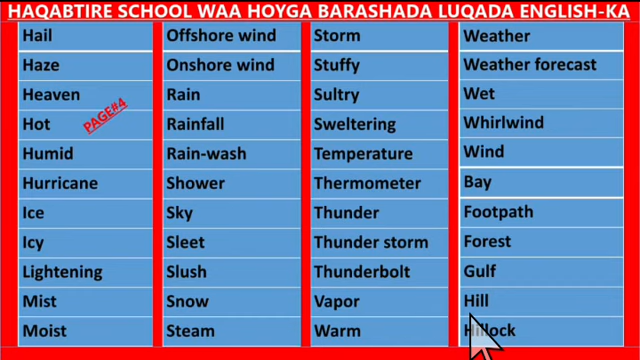 HAQABTIRE SCHOOL WAA HOYGA BARASHADA LUQADA ENGLISH-KA
Hail Offshore wind Storm Weather
Haze Onshore wind Stuffy Weather forecast
Heaven Rain Sultry Wet
Hot PAGE#4 Rainfall Sweltering Whirlwind
Humid Rain-wash Temperature Wind
Hurricane Shower Thermometer Bay
Ice Sky Thunder Footpath
Icy Sleet Thunder storm Forest
Lightening Slush Thunderbolt Gulf
Mist Snow Vapor Hill
Moist Steam Warm Hillock